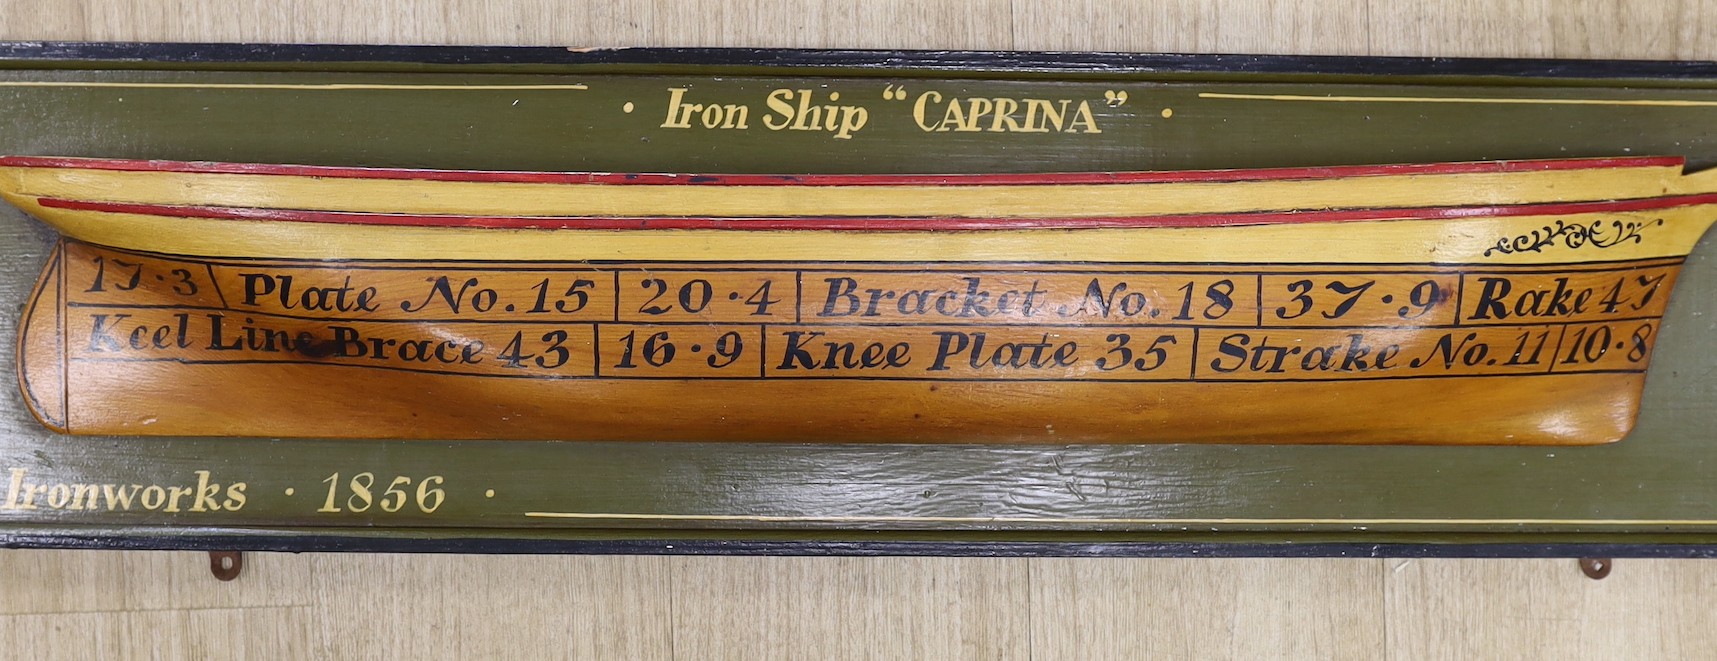 · Iron Ship “CAPRINA” ·
17·3 Plate No.15 20·4 Bracket No.18 37·9 Rake 47
Keel Line Brace 43 16·9 Knee Plate 35 Strake No.11 10·8
Ironworks · 1856 ·